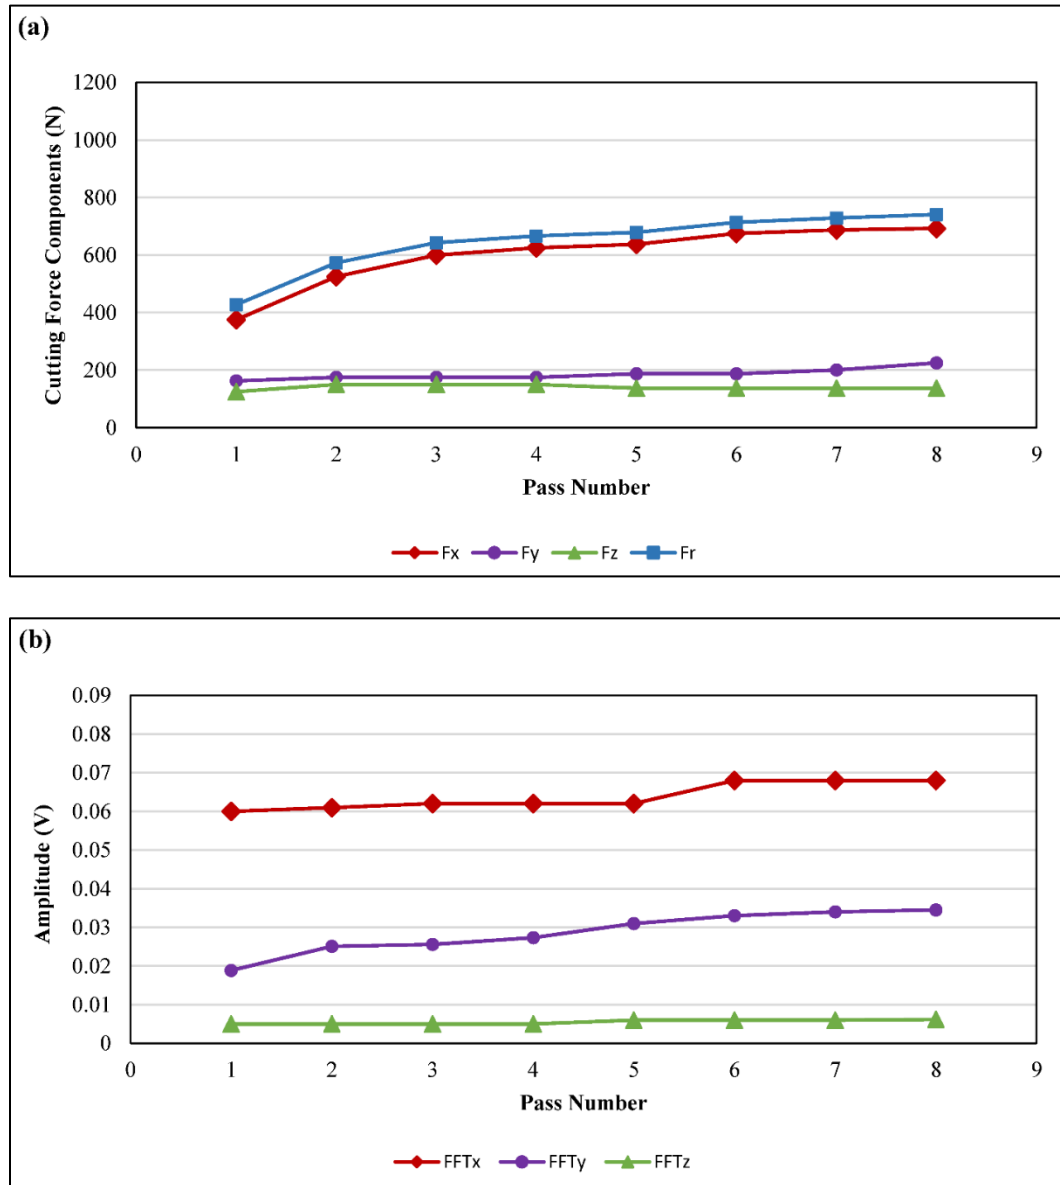 (a)
1200
1000
800
600
400
200
0
Cutting Force Components (N)
0 1 2 3 4 5 6 7 8 9
Pass Number
Fx Fy Fz Fr
(b)
0.09
0.08
0.07
0.06
0.05
0.04
0.03
0.02
0.01
0
Amplitude (V)
0 1 2 3 4 5 6 7 8 9
Pass Number
FFTx FFTy FFTz